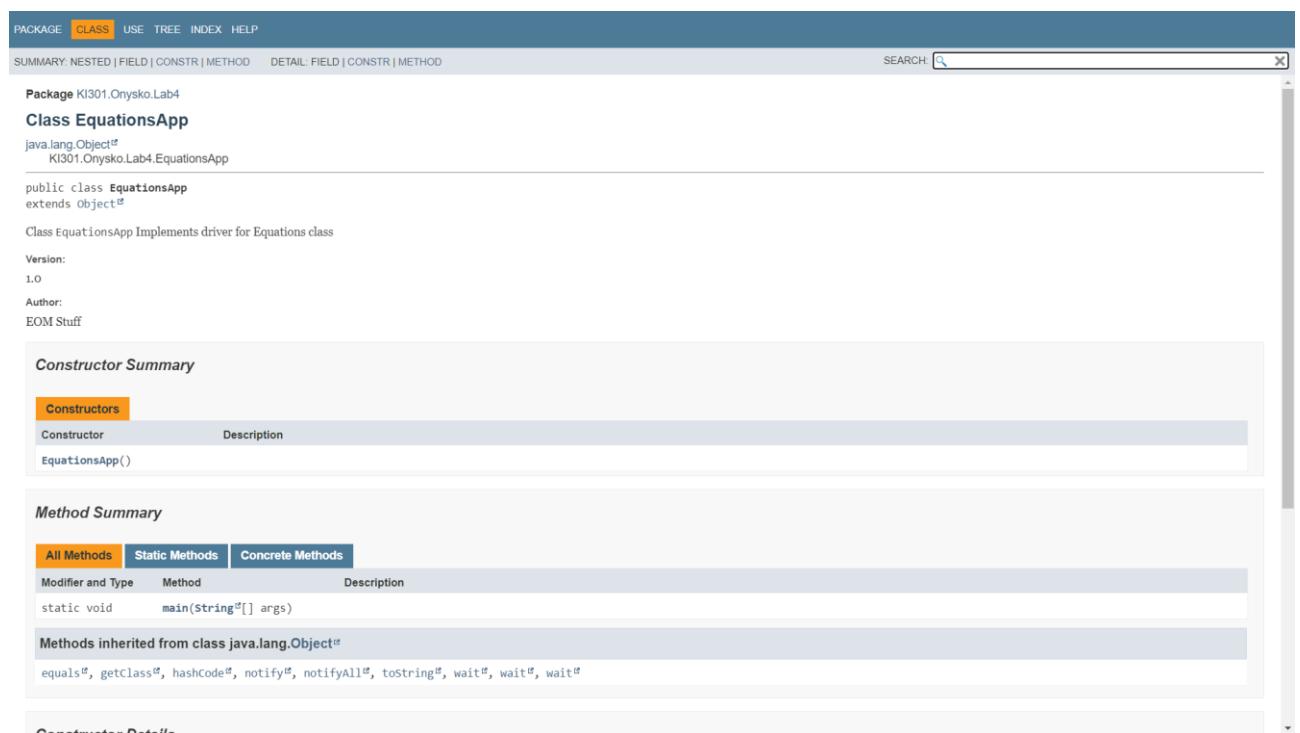 PACKAGE CLASS USE TREE INDEX HELP
SUMMARY: NESTED | FIELD | CONSTR | METHOD DETAIL: FIELD | CONSTR | METHOD SEARCH:
Package KI301.Onysko.Lab4
Class EquationsApp
java.lang.Object
KI301.Onysko.Lab4.EquationsApp
public class EquationsApp
extends Object
Class EquationsApp Implements driver for Equations class
Version:
1.0
Author:
EOM Stuff
Constructor Summary
Constructors
Constructor Description
EquationsApp()
Method Summary
All Methods Static Methods Concrete Methods
Modifier and Type Method Description
static void main(String[] args)
Methods inherited from class java.lang.Object
equals, getClass, hashCode, notify, notifyAll, toString, wait, wait, wait
Constructor Details